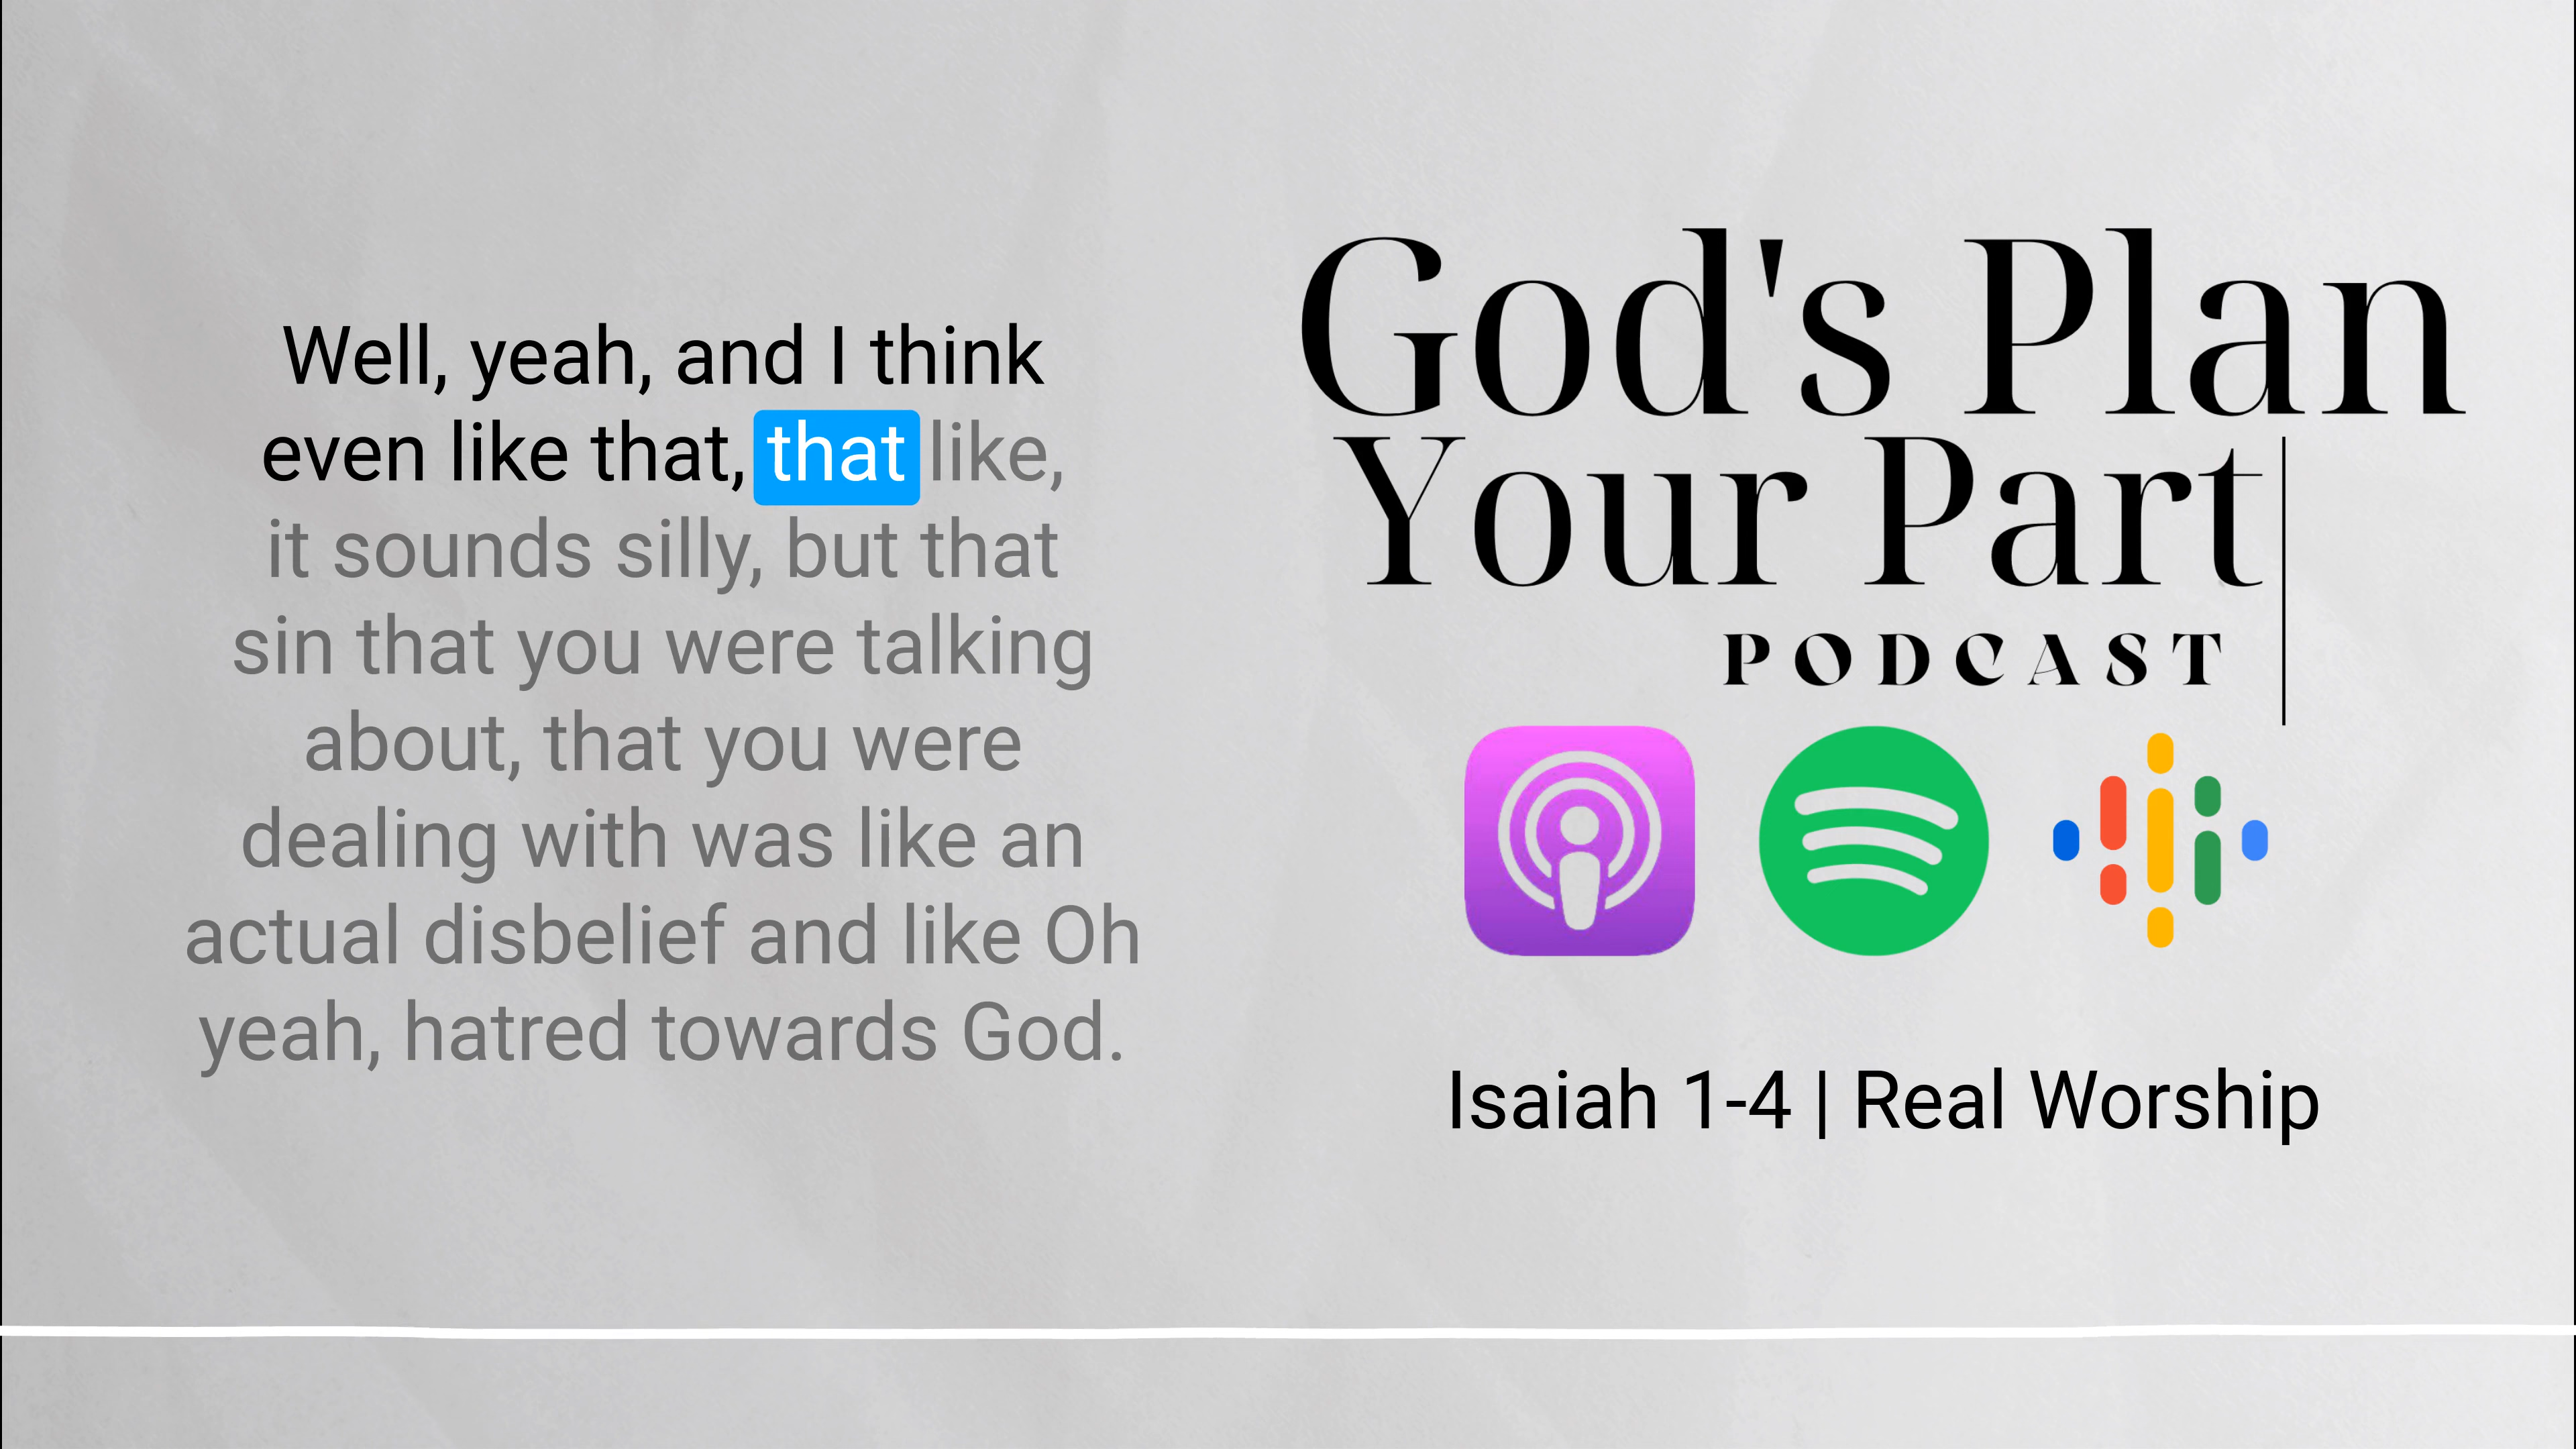 Well, yeah, and I think
even like that, that like,
it sounds silly, but that
sin that you were talking
about, that you were
dealing with was like an
actual disbelief and like Oh
yeah, hatred towards God.
God's Plan
Your Part
PODCAST
Isaiah 1-4 | Real Worship